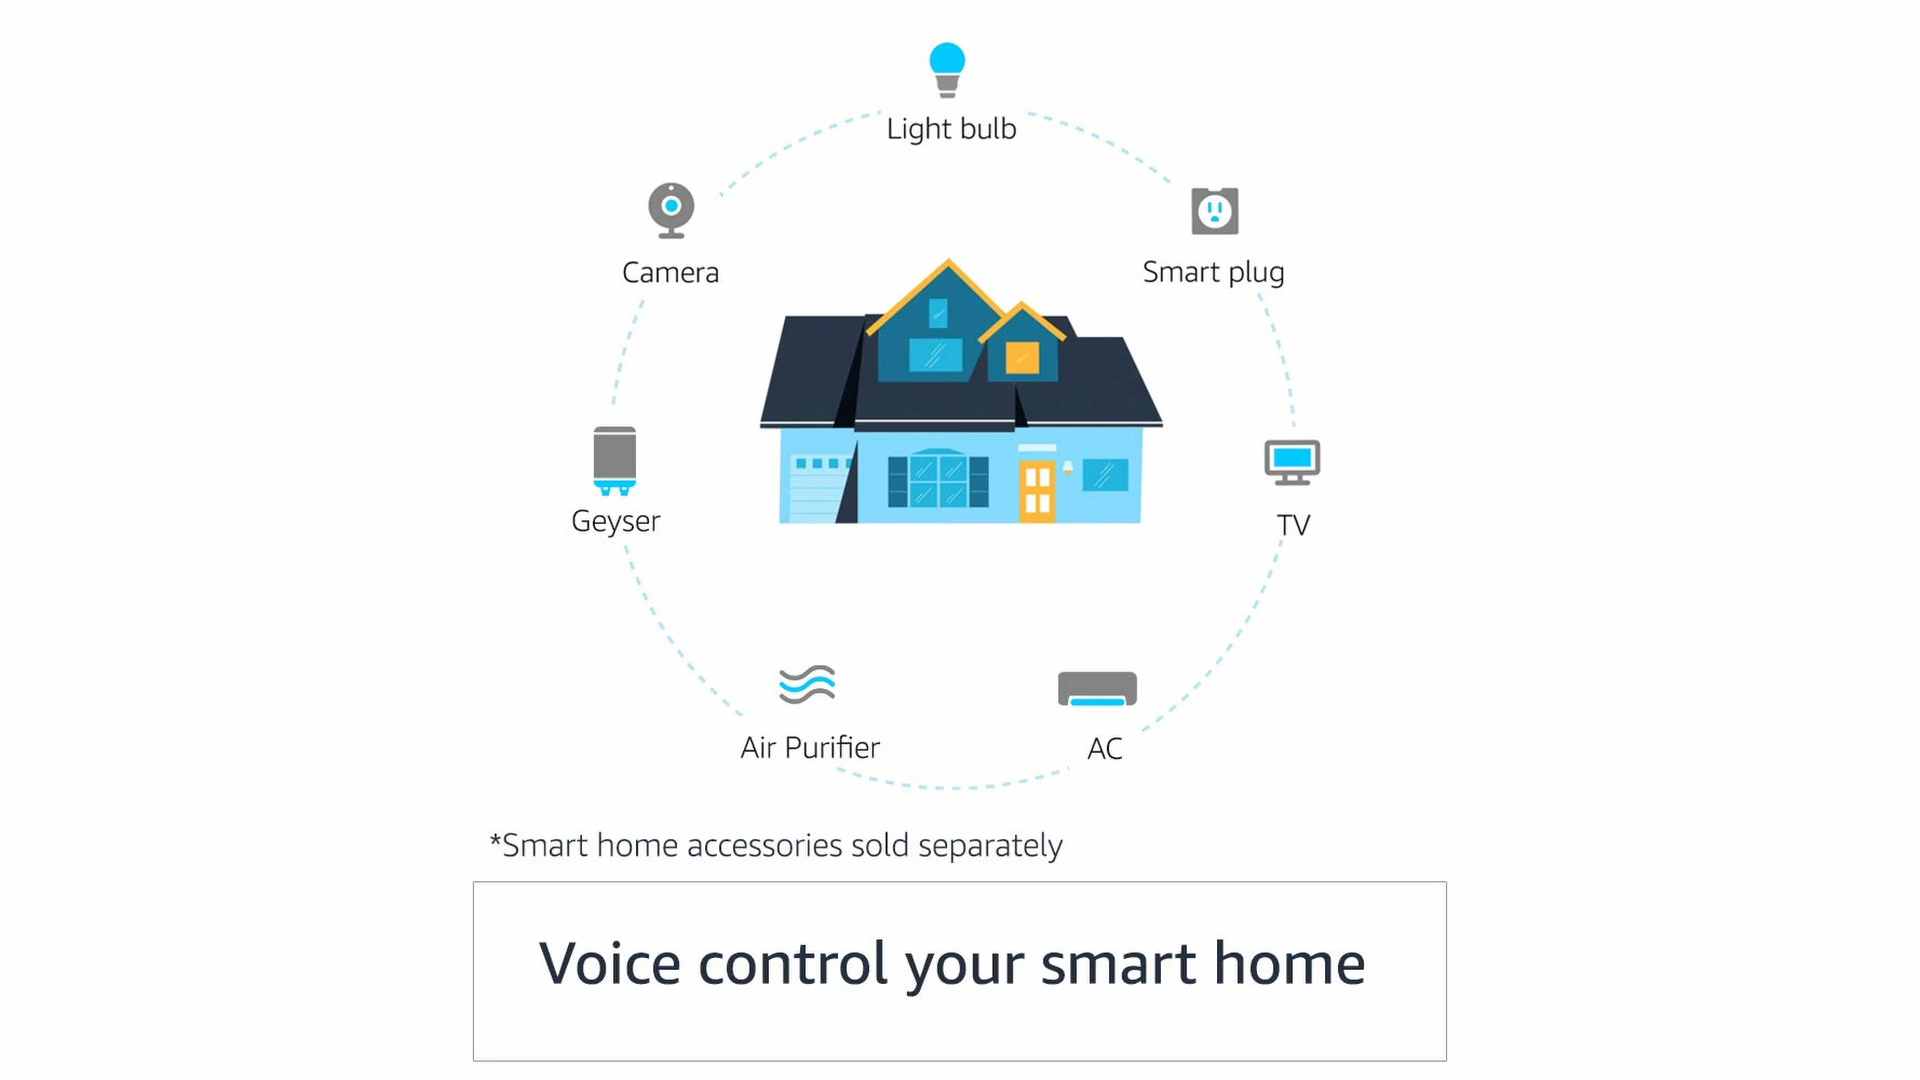 Light bulb
Camera
Smart plug
Geyser
TV
Air Purifier
AC
*Smart home accessories sold separately
Voice control your smart home